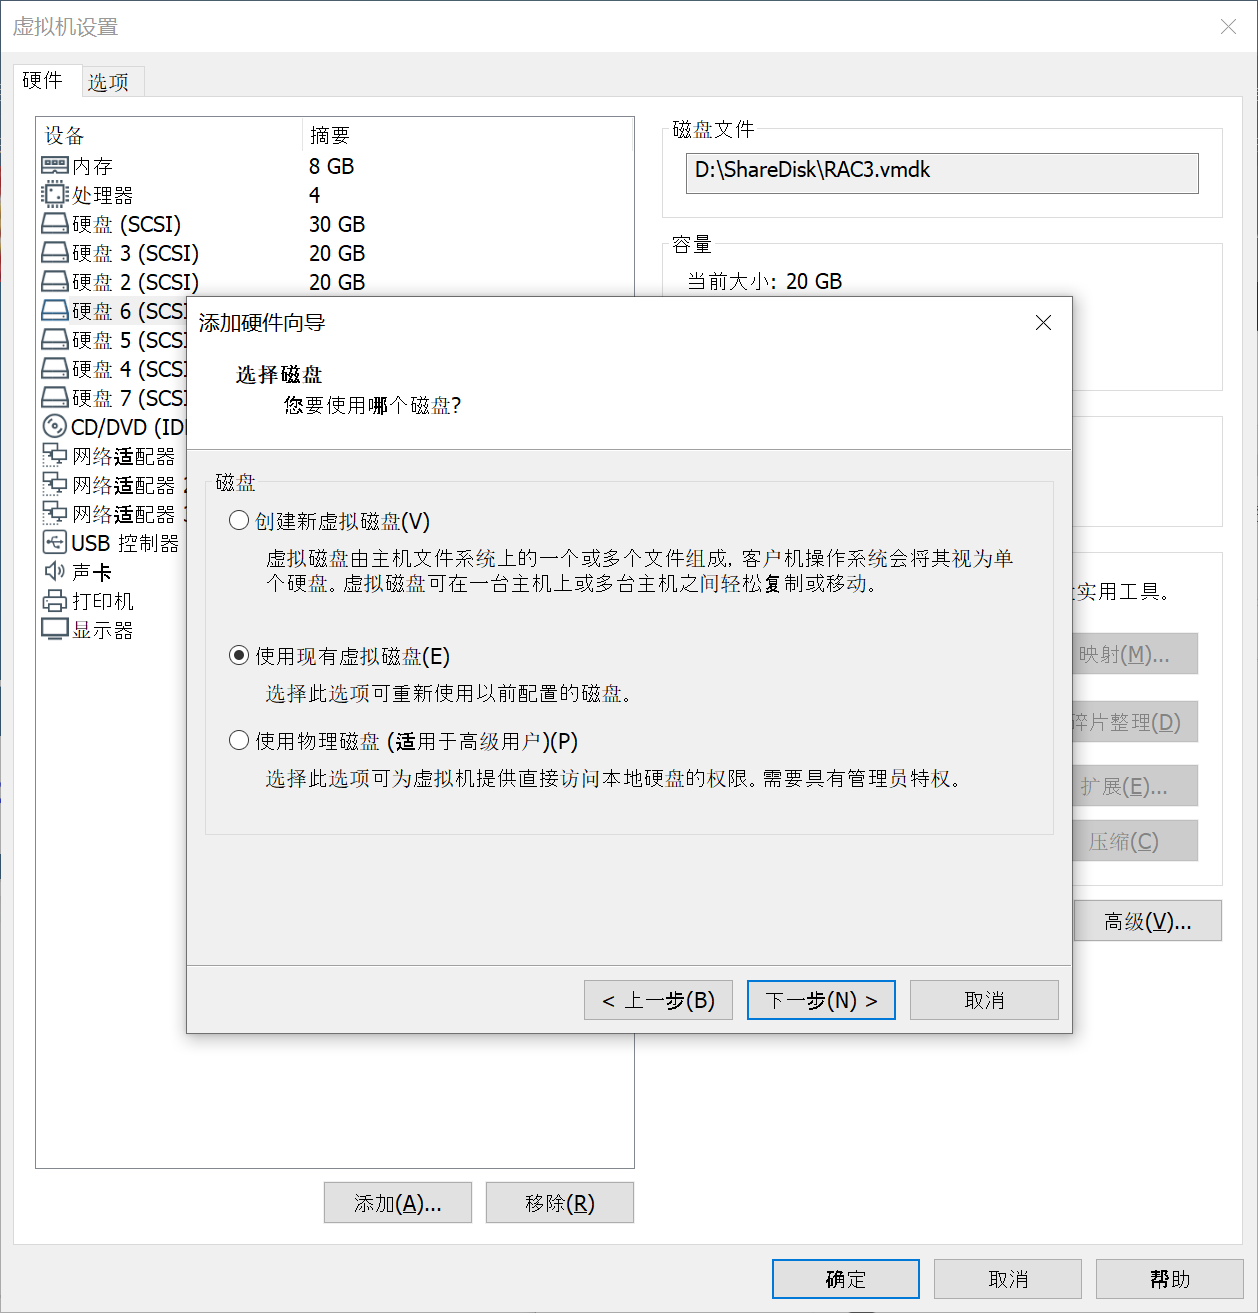 虚拟机设置
硬件
选项
设备
摘要
内存
8 GB
处理器
4
硬盘 (SCSI)
30 GB
硬盘 3 (SCSI)
20 GB
硬盘 2 (SCSI)
20 GB
硬盘 6 (SCSI
硬盘 5 (SCSI
硬盘 4 (SCSI
硬盘 7 (SCSI
CD/DVD (ID
网络适配器
网络适配器 2
网络适配器 3
USB 控制器
声卡
打印机
显示器
添加(A)...
移除(R)
磁盘文件
D:\ShareDisk\RAC3.vmdk
容量
当前大小: 20 GB
实用工具。
映射(M)...
碎片整理(D)
扩展(E)...
压缩(C)
高级(V)...
添加硬件向导
选择磁盘
您要使用哪个磁盘?
磁盘
创建新虚拟磁盘(V)
虚拟磁盘由主机文件系统上的一个或多个文件组成, 客户机操作系统会将其视为单
个硬盘。虚拟磁盘可在一台主机上或多台主机之间轻松复制或移动。
使用现有虚拟磁盘(E)
选择此选项可重新使用以前配置的磁盘。
使用物理磁盘 (适用于高级用户)(P)
选择此选项可为虚拟机提供直接访问本地硬盘的权限。需要具有管理员特权。
< 上一步(B)
下一步(N) >
取消
确定
取消
帮助